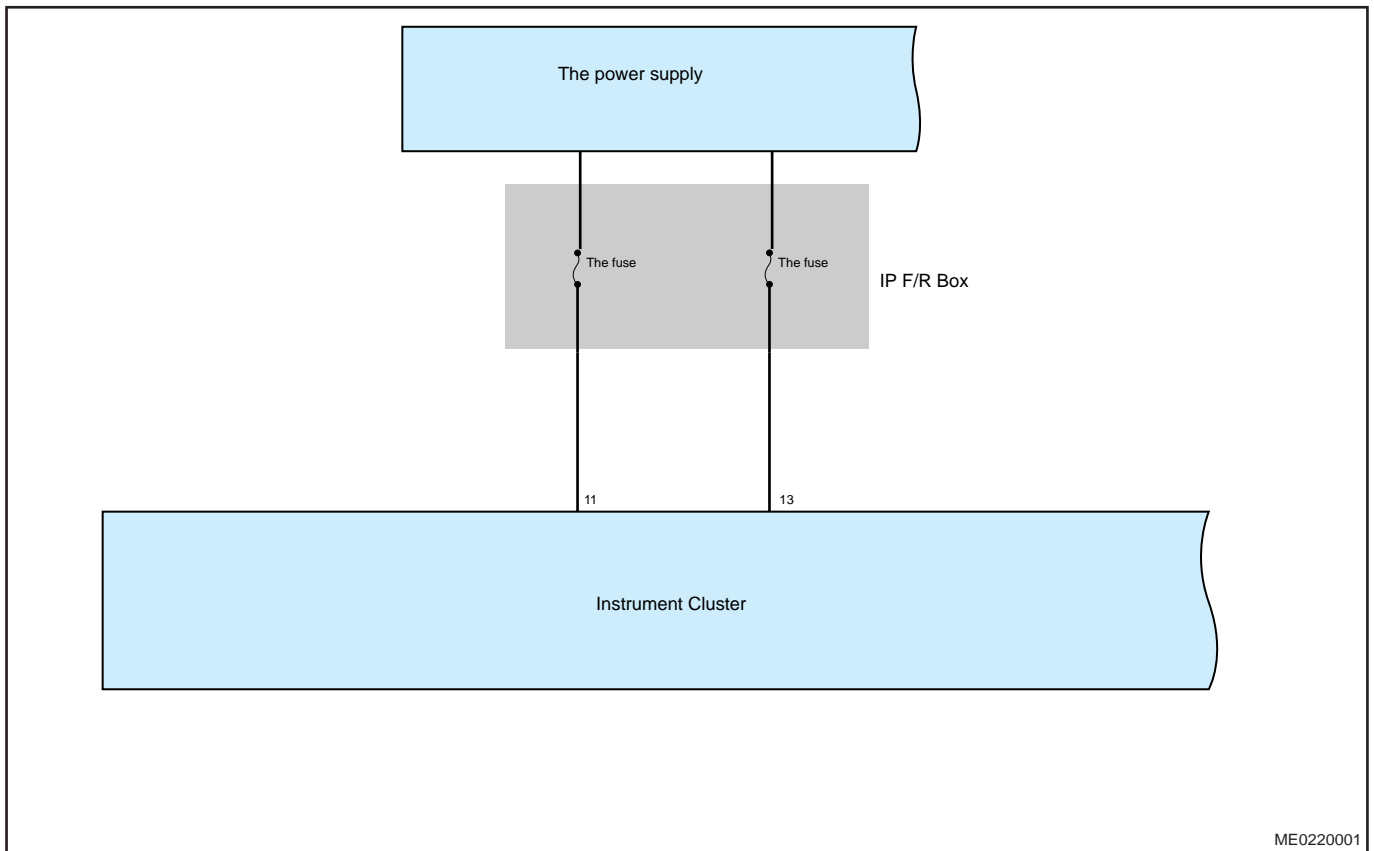 The power supply
The fuse
The fuse
IP F/R Box
11
13
Instrument Cluster
ME0220001